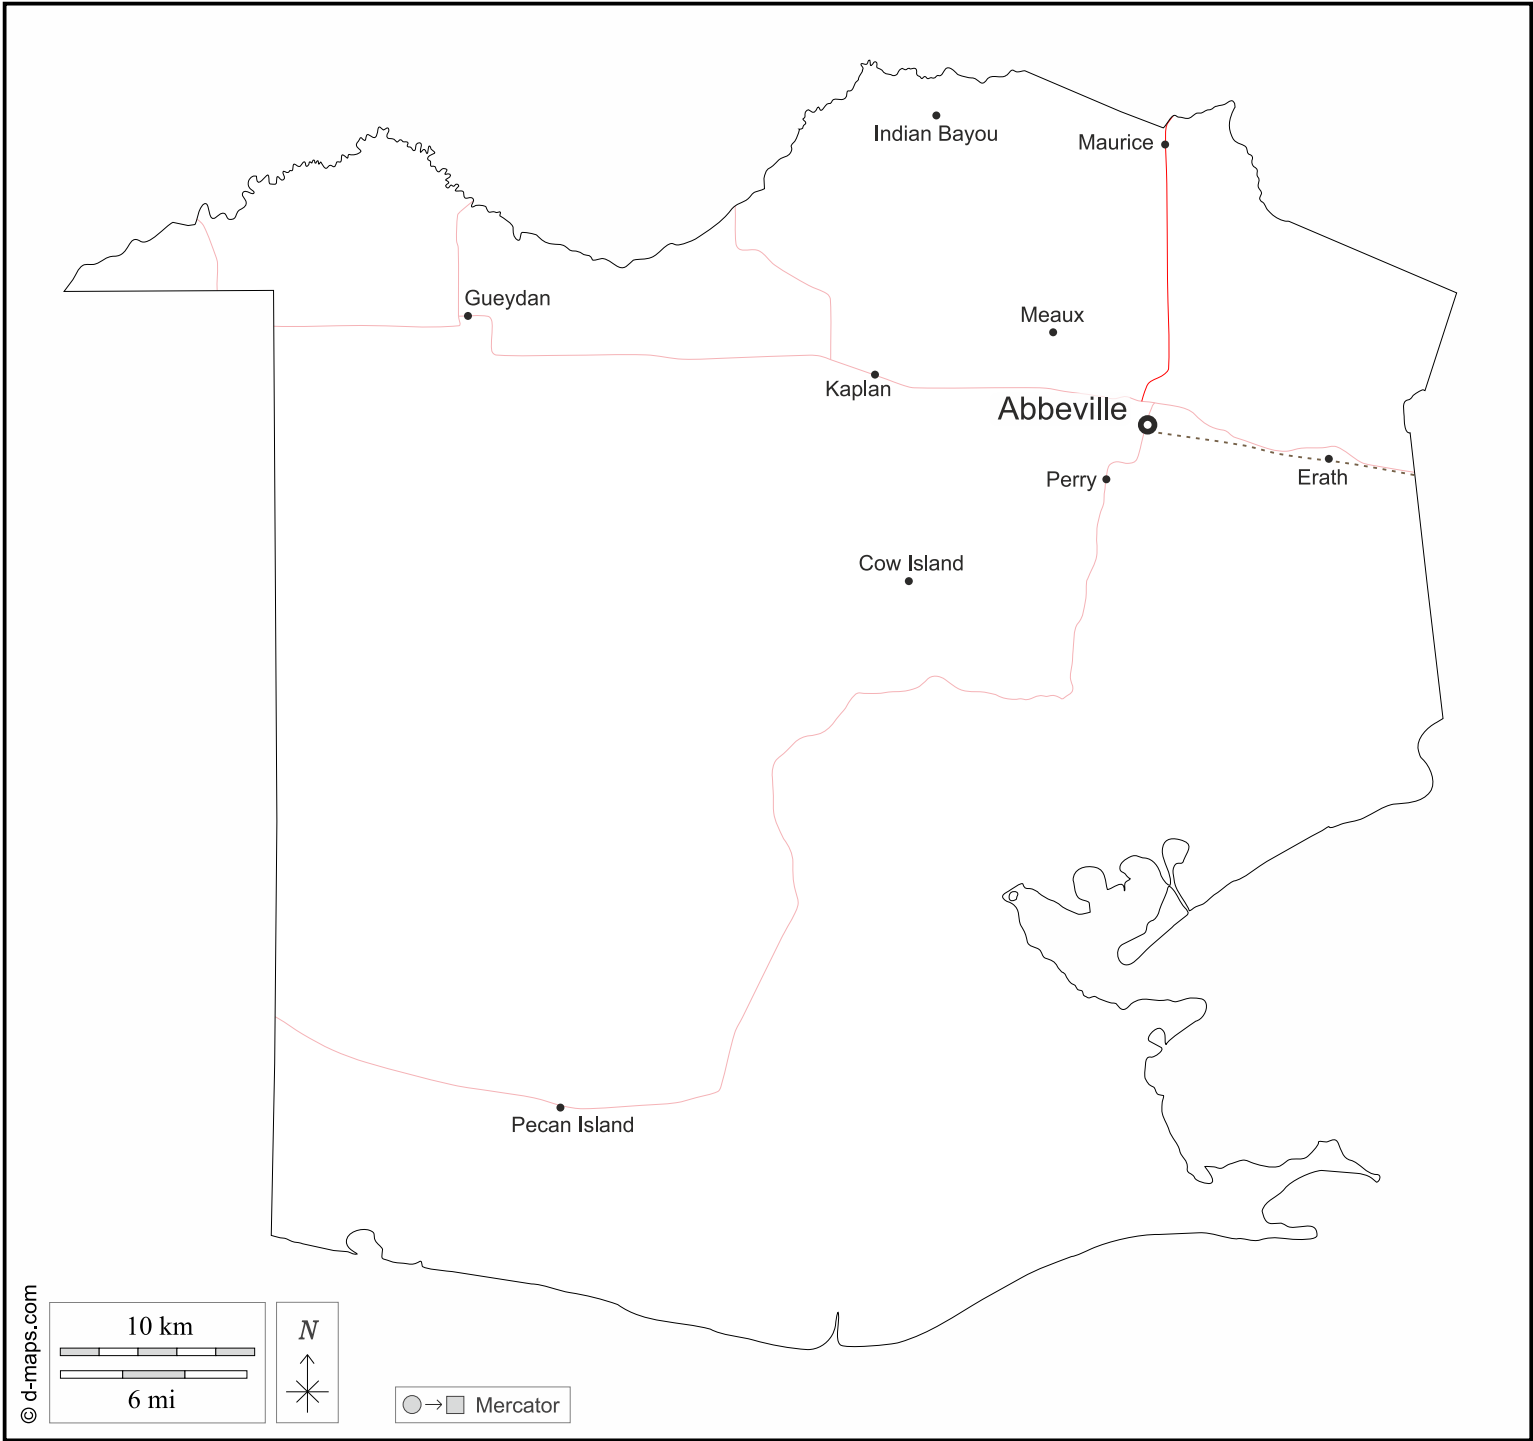 Indian Bayou
Maurice
Gueydan
Meaux
Kaplan
Abbeville
Erath
Perry
Cow Island
Pecan Island
© d-maps.com
10 km
6 mi
N
Mercator